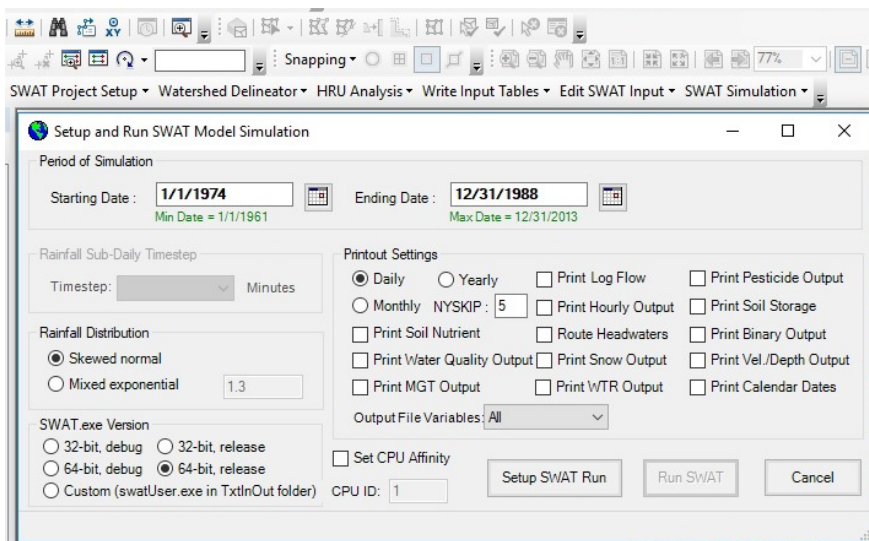 XY
Snapping
77%
SWAT Project Setup Watershed Delineator HRU Analysis Write Input Tables Edit SWAT Input SWAT Simulation
Setup and Run SWAT Model Simulation
Period of Simulation
Starting Date : 1/1/1974 Ending Date : 12/31/1988
Min Date = 1/1/1961 Max Date = 12/31/2013
Rainfall Sub-Daily Timestep
Timestep: Minutes
Rainfall Distribution
Skewed normal
Mixed exponential 1.3
SWAT.exe Version
32-bit, debug 32-bit, release
64-bit, debug 64-bit, release
Custom (swatUser.exe in TxtInOut folder)
Printout Settings
Daily Yearly Print Log Flow Print Pesticide Output
Monthly NYSKIP : 5 Print Hourly Output Print Soil Storage
Print Soil Nutrient Route Headwaters Print Binary Output
Print Water Quality Output Print Snow Output Print Vel./Depth Output
Print MGT Output Print WTR Output Print Calendar Dates
Output File Variables: All
Set CPU Affinity
CPU ID: 1
Setup SWAT Run Run SWAT Cancel